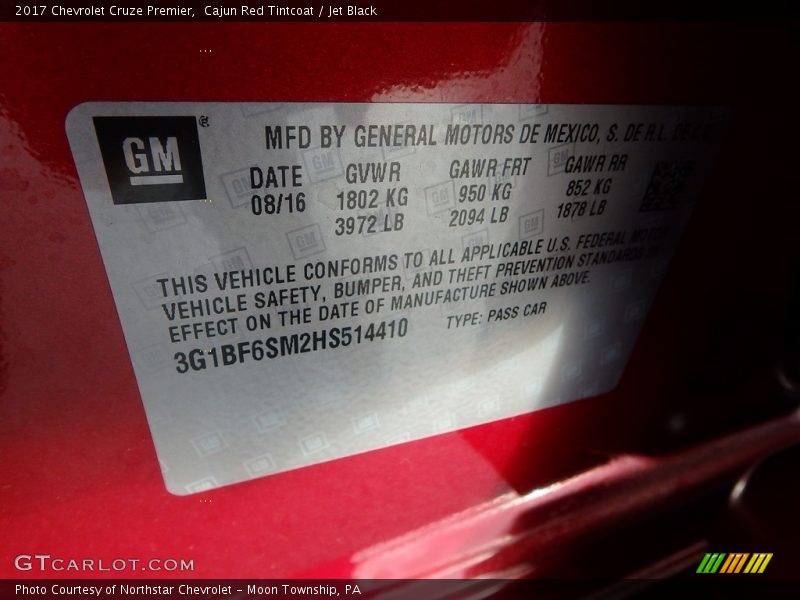 2017 Chevrolet Cruze Premier,  Cajun Red Tintcoat / Jet Black
GM®
MFD BY GENERAL MOTORS DE MEXICO, S. DE R.L. DE C.
DATE GVWR GAWR FRT GAWR RR
08/16 1802 KG 950 KG 852 KG
3972 LB 2094 LB 1878 LB
THIS VEHICLE CONFORMS TO ALL APPLICABLE U.S. FEDERAL MOTOR
VEHICLE SAFETY, BUMPER, AND THEFT PREVENTION STANDARDS
EFFECT ON THE DATE OF MANUFACTURE SHOWN ABOVE.
3G1BF6SM2HS514410 TYPE: PASS CAR
GTCARLOT.COM
Photo Courtesy of Northstar Chevrolet – Moon Township, PA